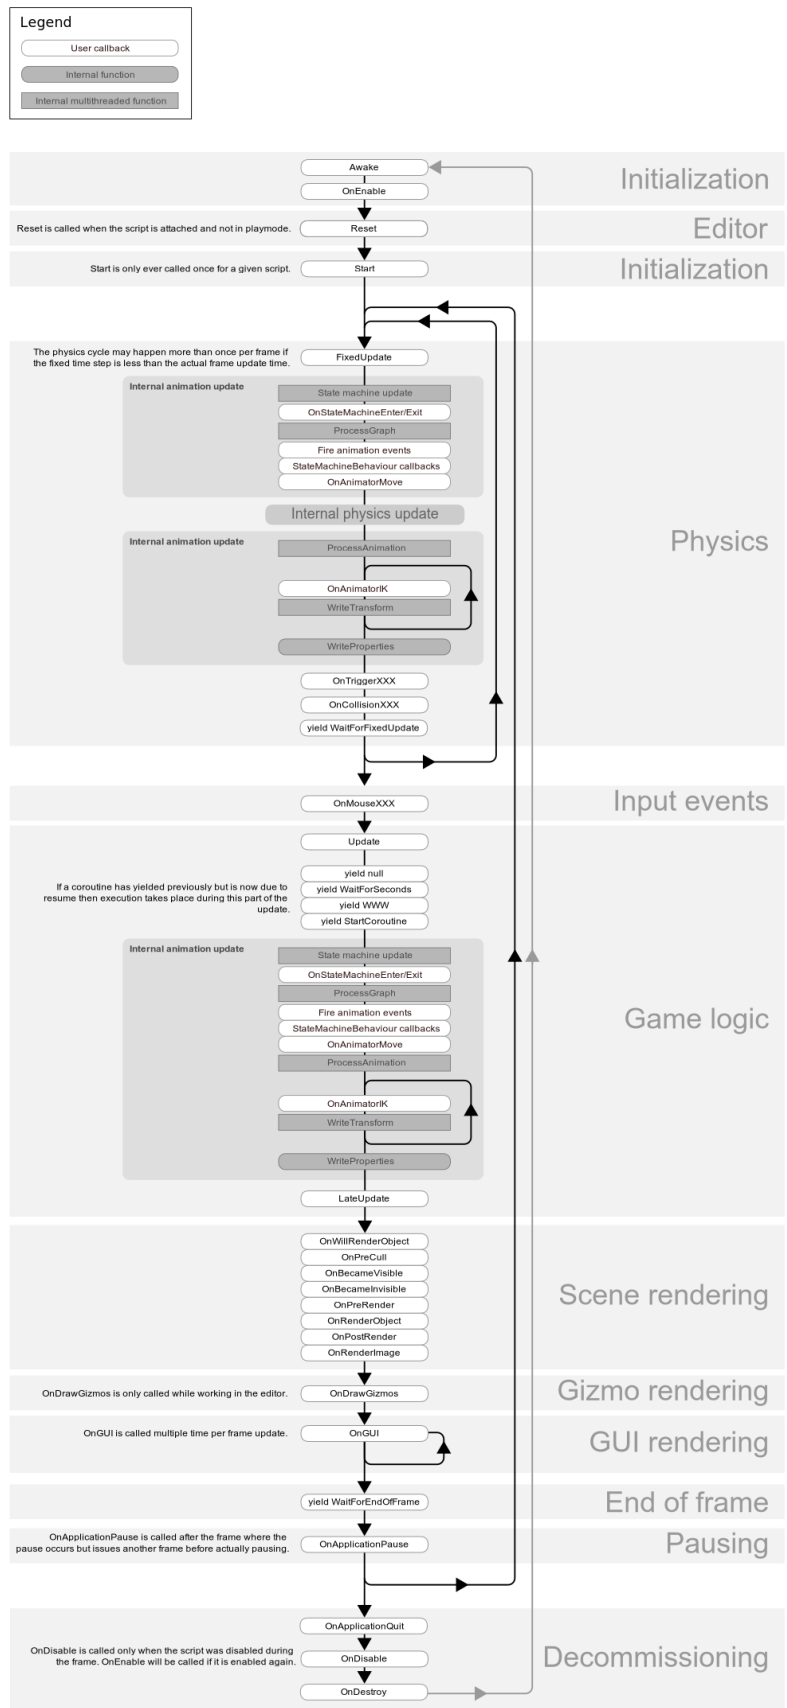 Legend
User callback
Internal function
Internal multithreaded function
Awake
Initialization
OnEnable
Reset is called when the script is attached and not in playmode.
Reset
Editor
Start is only ever called once for a given script.
Start
Initialization
The physics cycle may happen more than once per frame if
the fixed time step is less than the actual frame update time.
FixedUpdate
Internal animation update
State machine update
OnStateMachineEnter/Exit
ProcessGraph
Fire animation events
StateMachineBehaviour callbacks
OnAnimatorMove
Internal physics update
Physics
Internal animation update
ProcessAnimation
OnAnimatorIK
WriteTransform
WriteProperties
OnTriggerXXX
OnCollisionXXX
yield WaitForFixedUpdate
OnMouseXXX
Input events
Update
If a coroutine has yielded previously but is now due to
resume then execution takes place during this part of the
update.
yield null
yield WaitForSeconds
yield WWW
yield StartCoroutine
Internal animation update
State machine update
OnStateMachineEnter/Exit
ProcessGraph
Fire animation events
StateMachineBehaviour callbacks
OnAnimatorMove
ProcessAnimation
Game logic
OnAnimatorIK
WriteTransform
WriteProperties
LateUpdate
OnWillRenderObject
OnPreCull
OnBecameVisible
OnBecameInvisible
OnPreRender
OnRenderObject
OnPostRender
OnRenderImage
Scene rendering
OnDrawGizmos is only called while working in the editor.
OnDrawGizmos
Gizmo rendering
OnGUI is called multiple time per frame update.
OnGUI
GUI rendering
yield WaitForEndOfFrame
End of frame
OnApplicationPause is called after the frame where the
pause occurs but issues another frame before actually pausing.
OnApplicationPause
Pausing
OnApplicationQuit
OnDisable is called only when the script was disabled during
the frame. OnEnable will be called if it is enabled again.
OnDisable
Decommissioning
OnDestroy